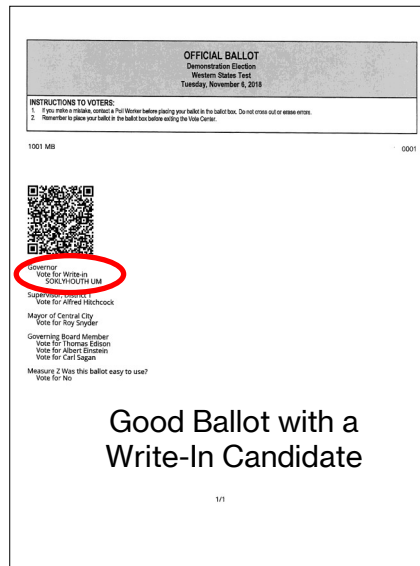 OFFICIAL BALLOT
Demonstration Election
Western States Test
Tuesday, November 6, 2018
INSTRUCTIONS TO VOTERS:
1. If you make a mistake, contact a Poll Worker before placing your ballot in the ballot box. Do not cross out or erase errors.
2. Remember to place your ballot in the ballot box before exiting the Vote Center.
1001 MB 0001
Governor
Vote for Write-in
SOKLYHOUTH UM
Supervisor, District 1
Vote for Alfred Hitchcock
Mayor of Central City
Vote for Roy Snyder
Governing Board Member
Vote for Thomas Edison
Vote for Albert Einstein
Vote for Carl Sagan
Measure Z Was this ballot easy to use?
Vote for No
Good Ballot with a
Write-In Candidate
1/1